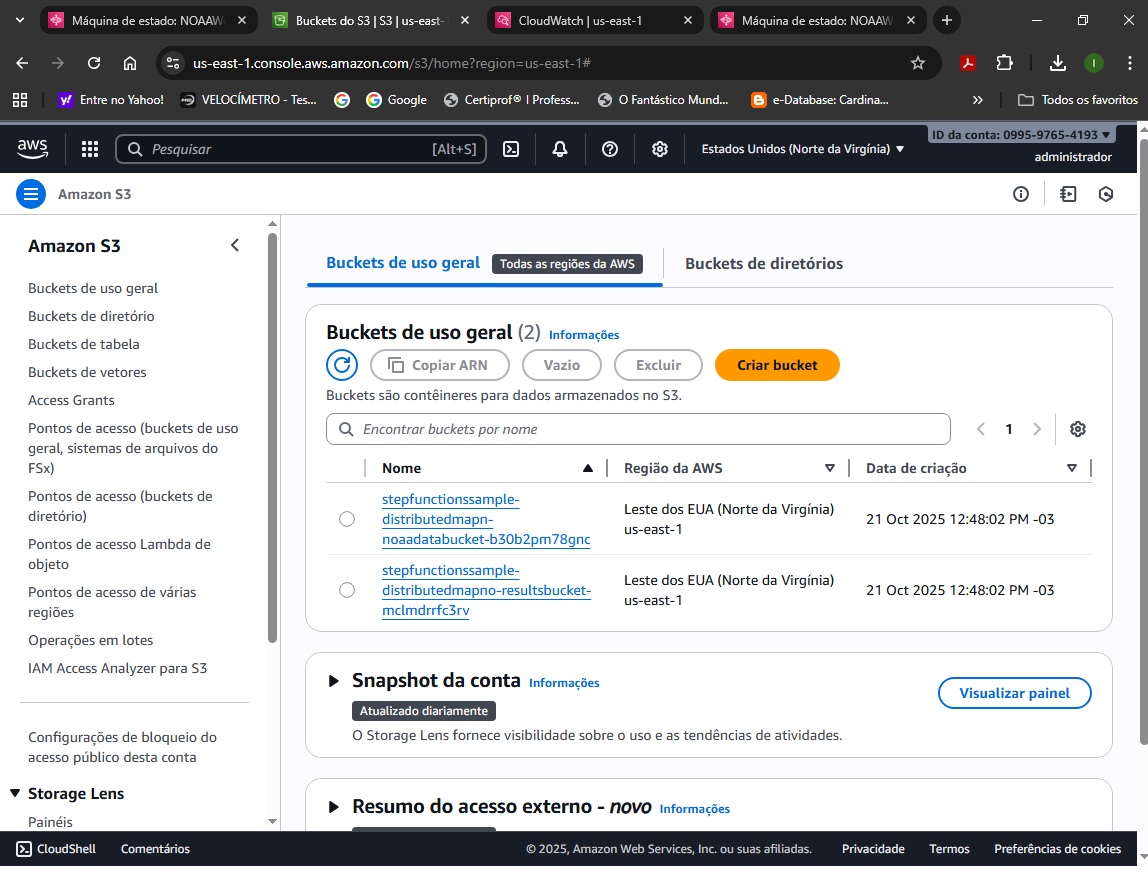 Máquina de estado: NOAAW
Buckets do S3 | S3 | us-east-1
CloudWatch | us-east-1
Máquina de estado: NOAAW
us-east-1.console.aws.amazon.com/s3/home?region=us-east-1#
I
Entre no Yahoo!
VELOCÍMETRO - Tes...
Google
Certiprof® I Profess...
O Fantástico Mund...
e-Database: Cardina...
Todos os favoritos
aws
Pesquisar
[Alt+S]
Estados Unidos (Norte da Virgínia)
ID da conta: 0995-9765-4193
administrador
Amazon S3
Amazon S3
Buckets de uso geral
Buckets de diretório
Buckets de tabela
Buckets de vetores
Access Grants
Pontos de acesso (buckets de uso
geral, sistemas de arquivos do
FSx)
Pontos de acesso (buckets de
diretório)
Pontos de acesso Lambda de
objeto
Pontos de acesso de várias
regiões
Operações em lotes
IAM Access Analyzer para S3
Configurações de bloqueio do
acesso público desta conta
Storage Lens
Painéis
Buckets de uso geral
Todas as regiões da AWS
Buckets de diretórios
Buckets de uso geral (2) Informações
Copiar ARN
Vazio
Excluir
Criar bucket
Buckets são contêineres para dados armazenados no S3.
Encontrar buckets por nome
1
Nome
Região da AWS
Data de criação
stepfunctionssample-
distributedmapn-
noaadatabucket-b30b2pm78gnc
Leste dos EUA (Norte da Virgínia)
us-east-1
21 Oct 2025 12:48:02 PM -03
stepfunctionssample-
distributedmapno-resultsbucket-
mclmdrrfc3rv
Leste dos EUA (Norte da Virgínia)
us-east-1
21 Oct 2025 12:48:02 PM -03
Snapshot da conta Informações
Atualizado diariamente
O Storage Lens fornece visibilidade sobre o uso e as tendências de atividades.
Visualizar painel
Resumo do acesso externo - novo Informações
CloudShell
Comentários
© 2025, Amazon Web Services, Inc. ou suas afiliadas.
Privacidade
Termos
Preferências de cookies